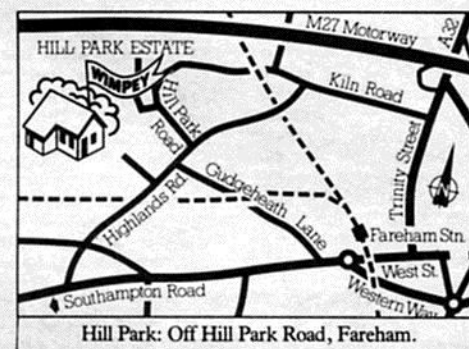 M27 Motorway
A32
HILL PARK ESTATE
WIMPEY
Hill Park
Road
Kiln Road
Trinity Street
N
Gudgeheath Lane
Highlands Rd.
Fareham Stn.
West St.
Western Way
Southampton Road
Hill Park: Off Hill Park Road, Fareham.